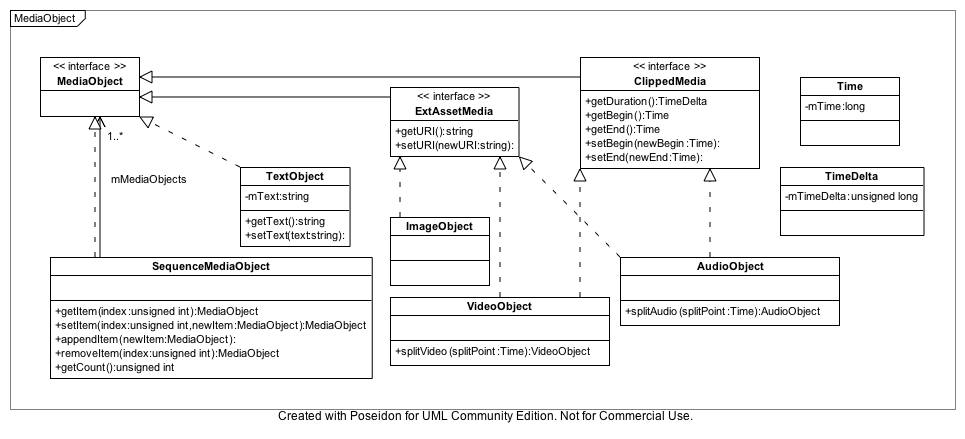 MediaObject
<< interface >>
MediaObject
<< interface >>
ExtAssetMedia
+getURI():string
+setURI(newURI:string):
<< interface >>
ClippedMedia
+getDuration():TimeDelta
+getBegin():Time
+getEnd():Time
+setBegin(newBegin:Time):
+setEnd(newEnd:Time):
Time
-mTime:long
1..*
mMediaObjects
TextObject
-mText:string
+getText():string
+setText(text:string):
TimeDelta
-mTimeDelta:unsigned long
ImageObject
SequenceMediaObject
+getItem(index:unsigned int):MediaObject
+setItem(index:unsigned int,newItem:MediaObject):MediaObject
+appendItem(newItem:MediaObject):
+removeItem(index:unsigned int):MediaObject
+getCount():unsigned int
VideoObject
+splitVideo(splitPoint:Time):VideoObject
AudioObject
+splitAudio(splitPoint:Time):AudioObject
Created with Poseidon for UML Community Edition. Not for Commercial Use.